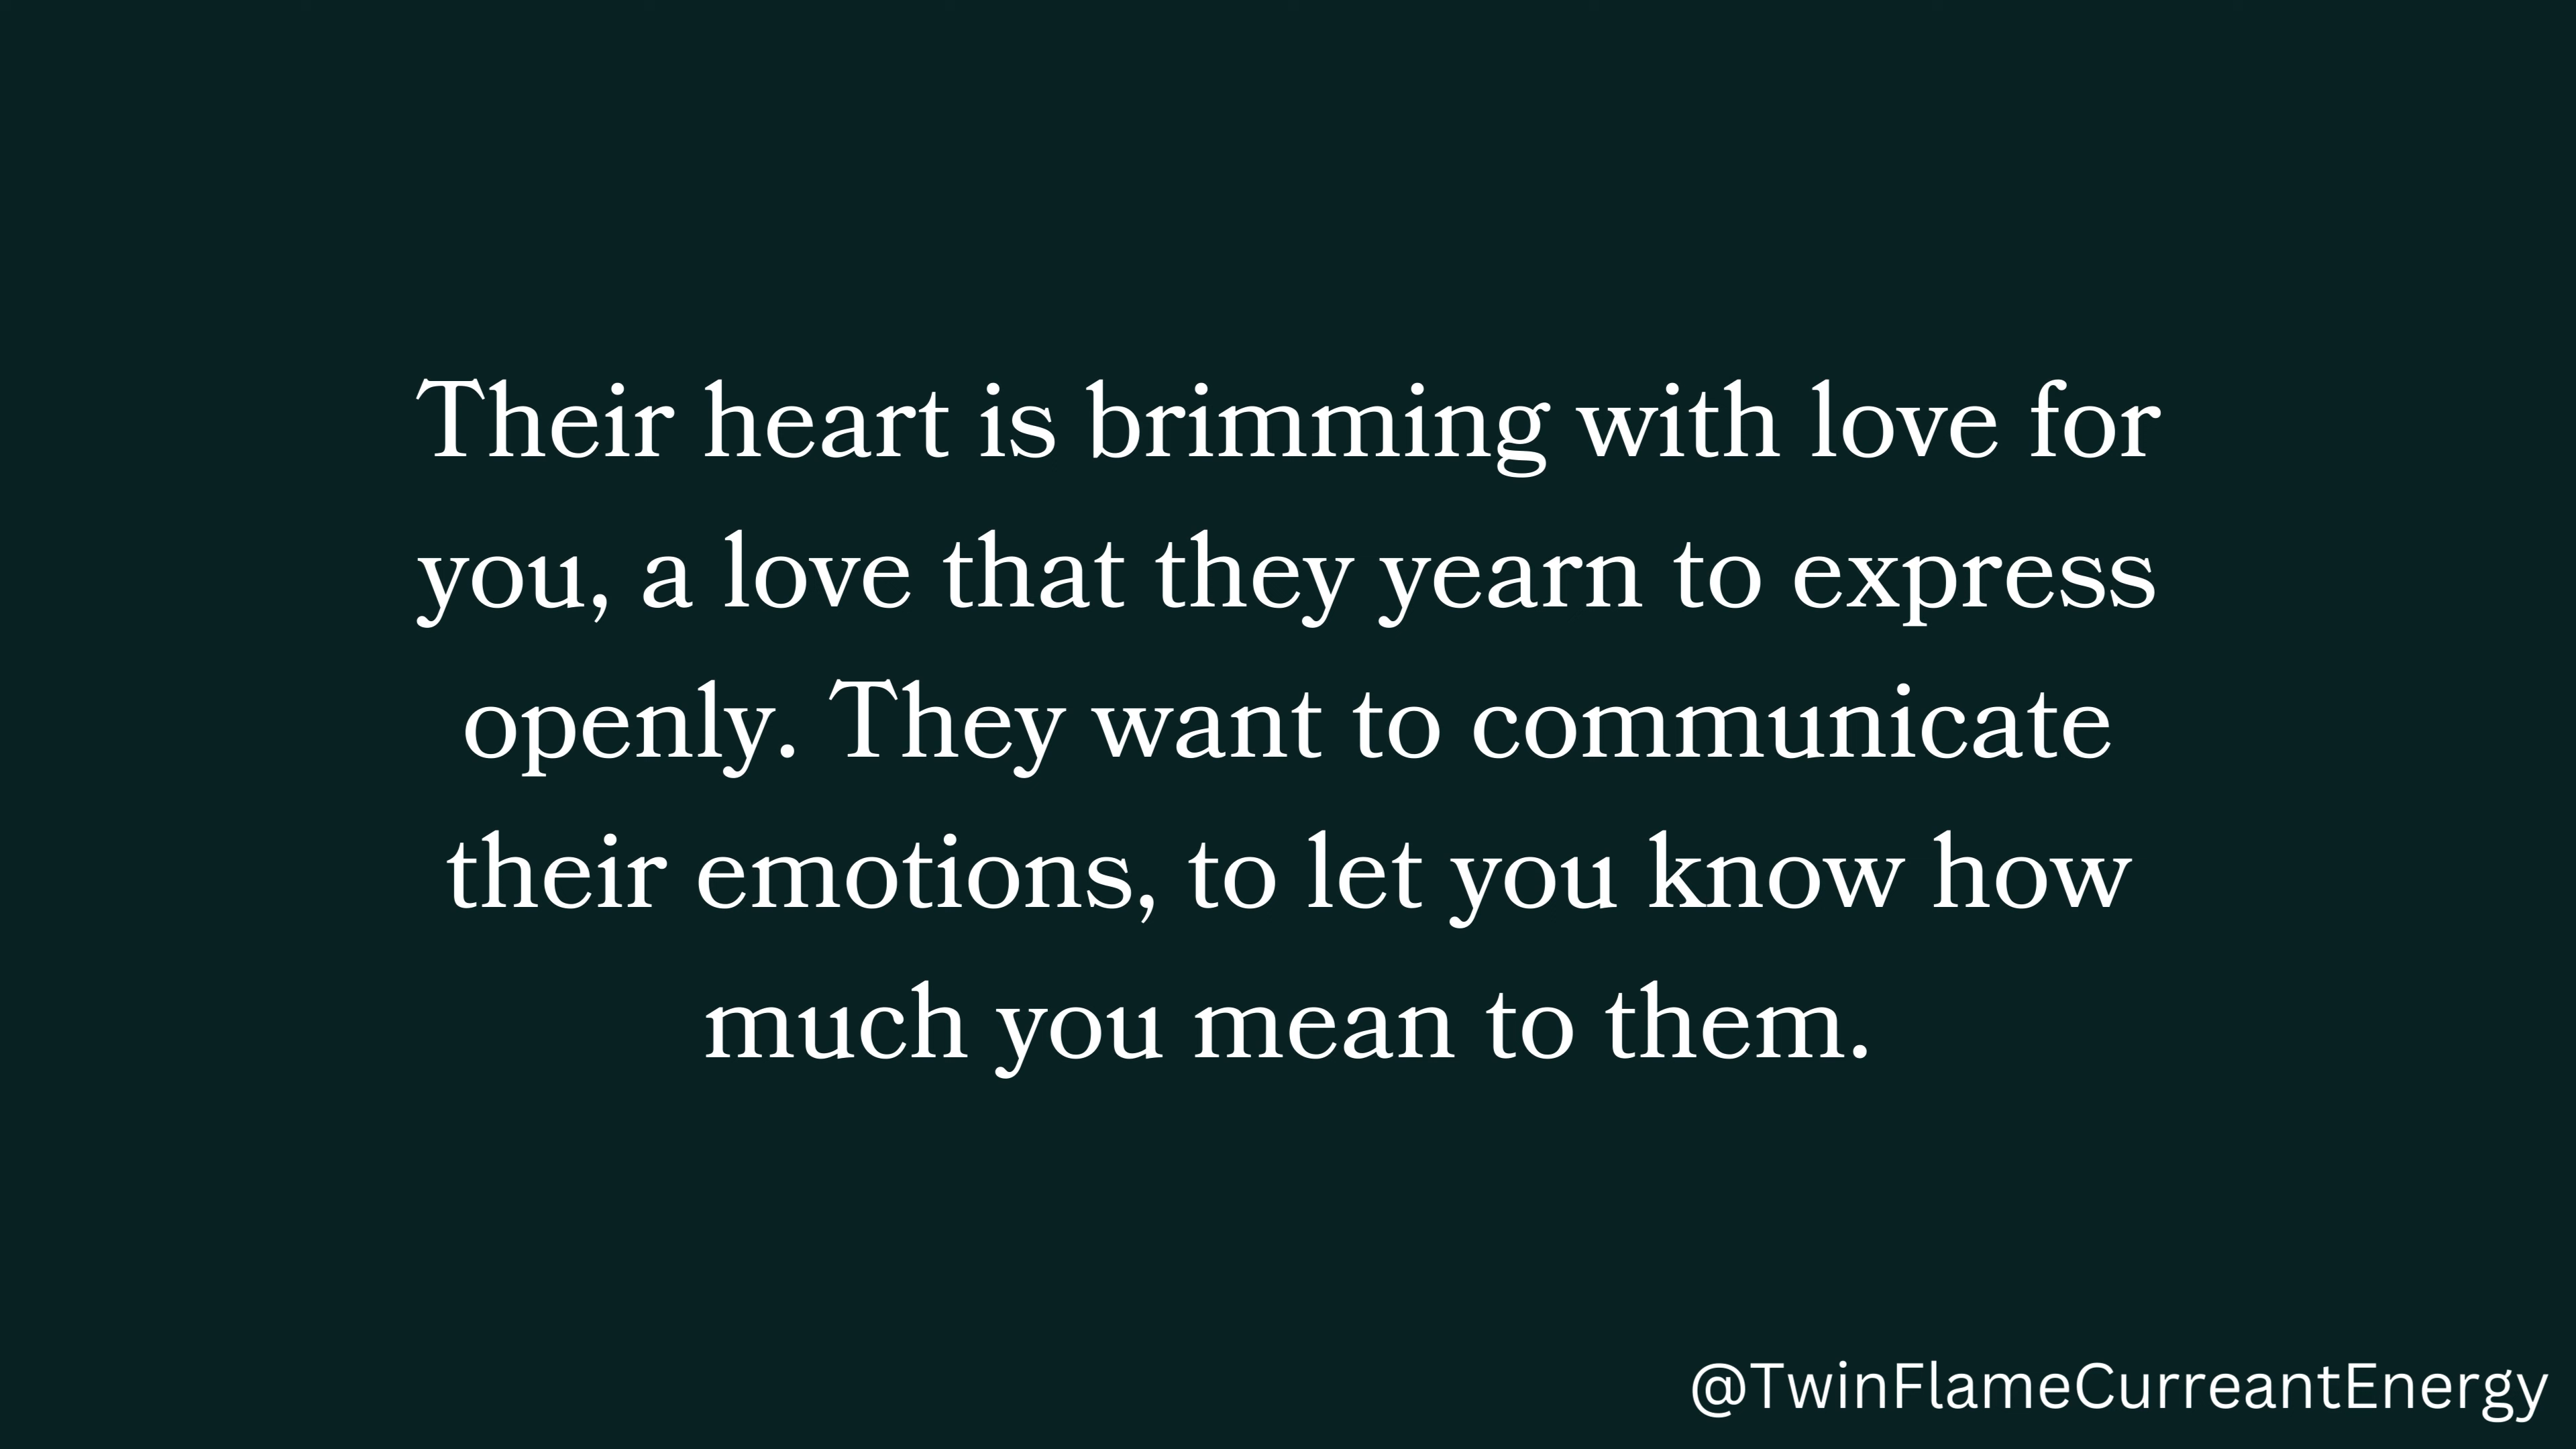 Their heart is brimming with love for
you, a love that they yearn to express
openly. They want to communicate
their emotions, to let you know how
much you mean to them.
@TwinFlameCurreantEnergy